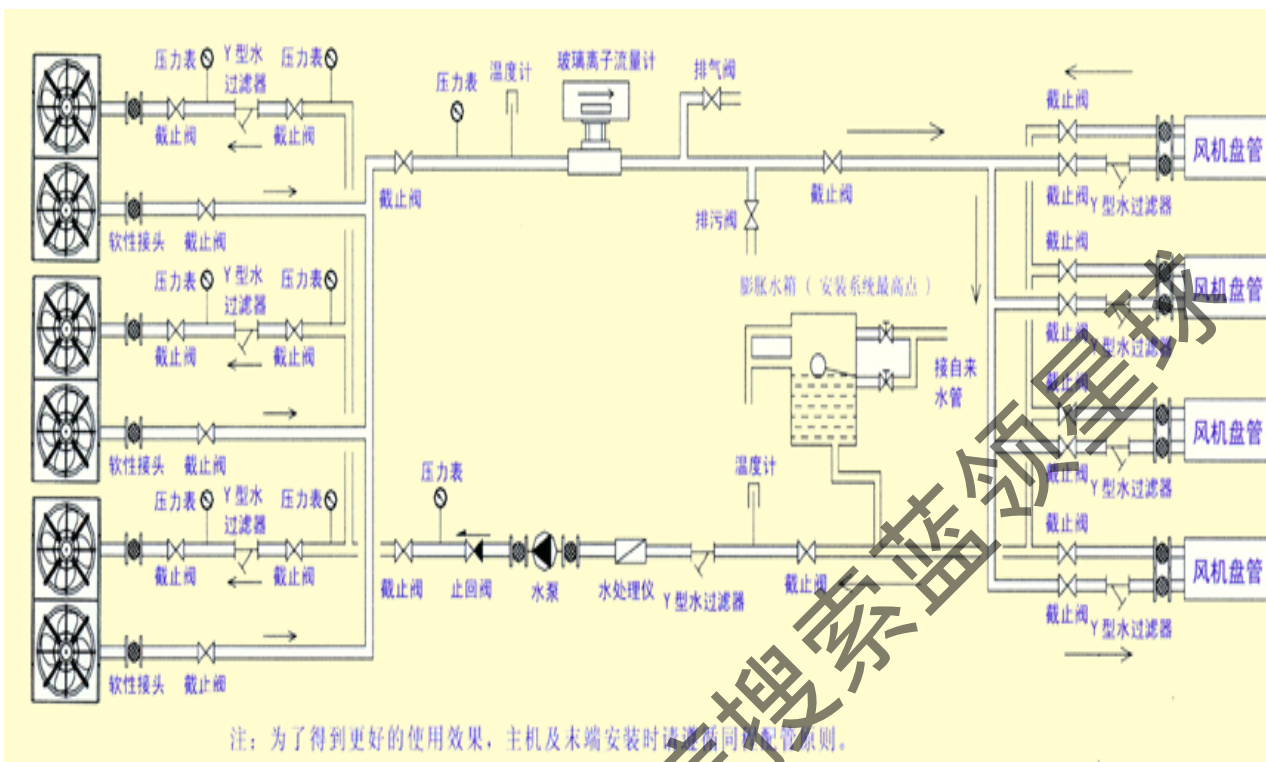 压力表
Y型水
过滤器
压力表
截止阀
截止阀
软性接头
截止阀
压力表
Y型水
过滤器
压力表
截止阀
截止阀
软性接头
截止阀
压力表
Y型水
过滤器
压力表
截止阀
截止阀
软性接头
截止阀
压力表
温度计
玻璃离子流量计
排气阀
截止阀
排污阀
截止阀
膨胀水箱(安装系统最高点)
接自来
水管
压力表
温度计
截止阀
止回阀
水泵
水处理仪
Y型水过滤器
截止阀
截止阀
风机盘管
截止阀
Y型水过滤器
截止阀
风机盘管
截止阀
Y型水过滤器
截止阀
风机盘管
截止阀
Y型水过滤器
截止阀
风机盘管
截止阀
Y型水过滤器
注:为了得到更好的使用效果,主机及末端安装时请遵循同程配管原则。
搜索蓝领星球